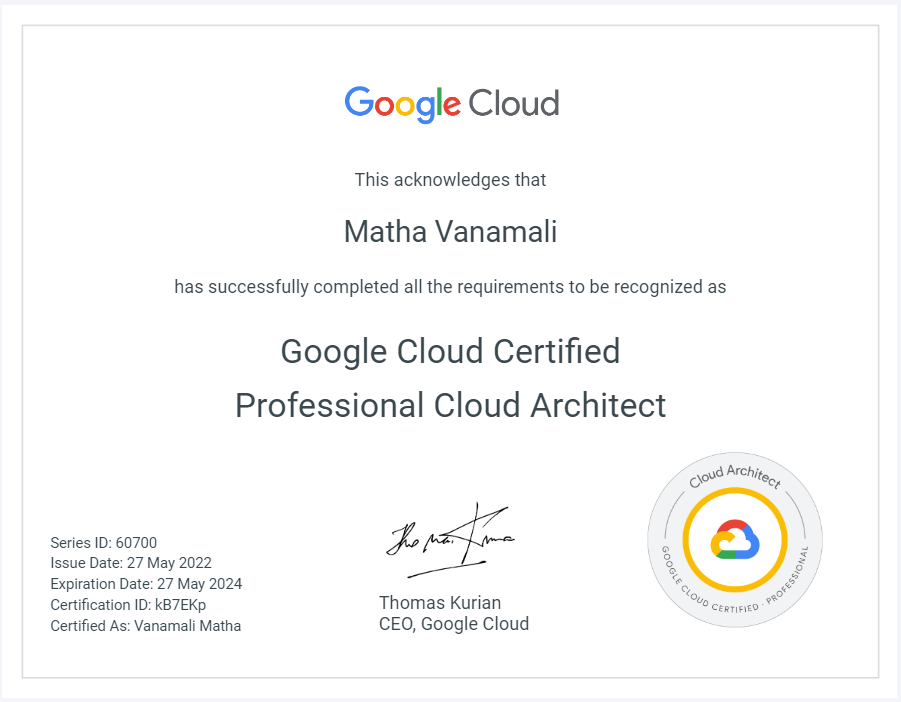 Google Cloud
This acknowledges that
Matha Vanamali
has successfully completed all the requirements to be recognized as
Google Cloud Certified
Professional Cloud Architect
Series ID: 60700
Issue Date: 27 May 2022
Expiration Date: 27 May 2024
Certification ID: kB7EKp
Certified As: Vanamali Matha
Thomas Kurian
CEO, Google Cloud
Cloud Architect
GOOGLE CLOUD CERTIFIED · PROFESSIONAL